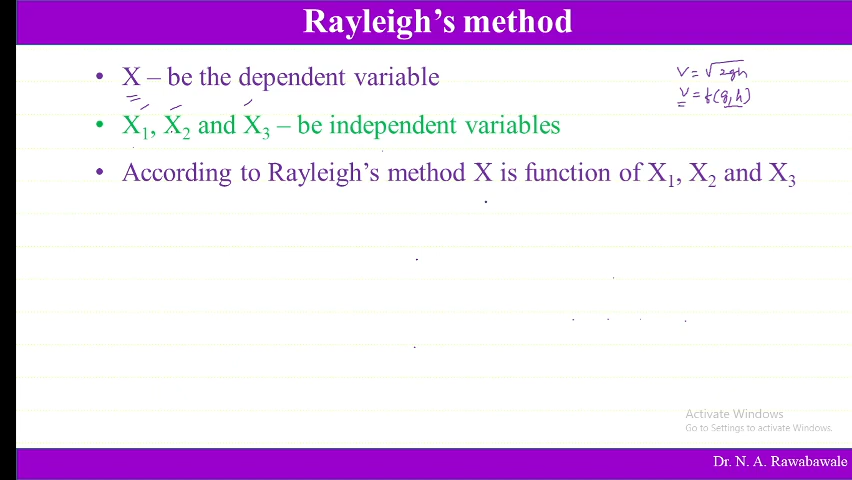 Rayleigh's method
• X – be the dependent variable
V = √2gh
V = f(g, h)
• X₁, X₂ and X₃ – be independent variables
• According to Rayleigh's method X is function of X₁, X₂ and X₃
Activate Windows
Go to Settings to activate Windows.
Dr. N. A. Rawabawale